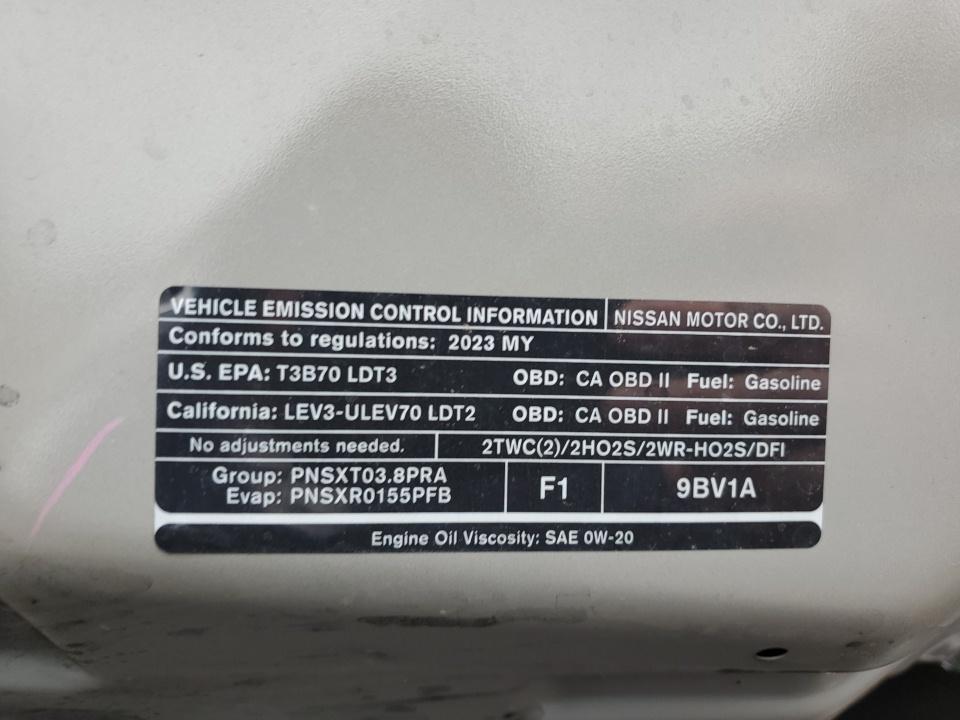 VEHICLE EMISSION CONTROL INFORMATION NISSAN MOTOR CO., LTD.
Conforms to regulations: 2023 MY
U.S. EPA: T3B70 LDT3 OBD: CA OBD II Fuel: Gasoline
California: LEV3-ULEV70 LDT2 OBD: CA OBD II Fuel: Gasoline
No adjustments needed. 2TWC(2)/2HO2S/2WR-HO2S/DFI
Group: PNSXT03.8PRA
Evap: PNSXR0155PFB
F1
9BV1A
Engine Oil Viscosity: SAE 0W-20